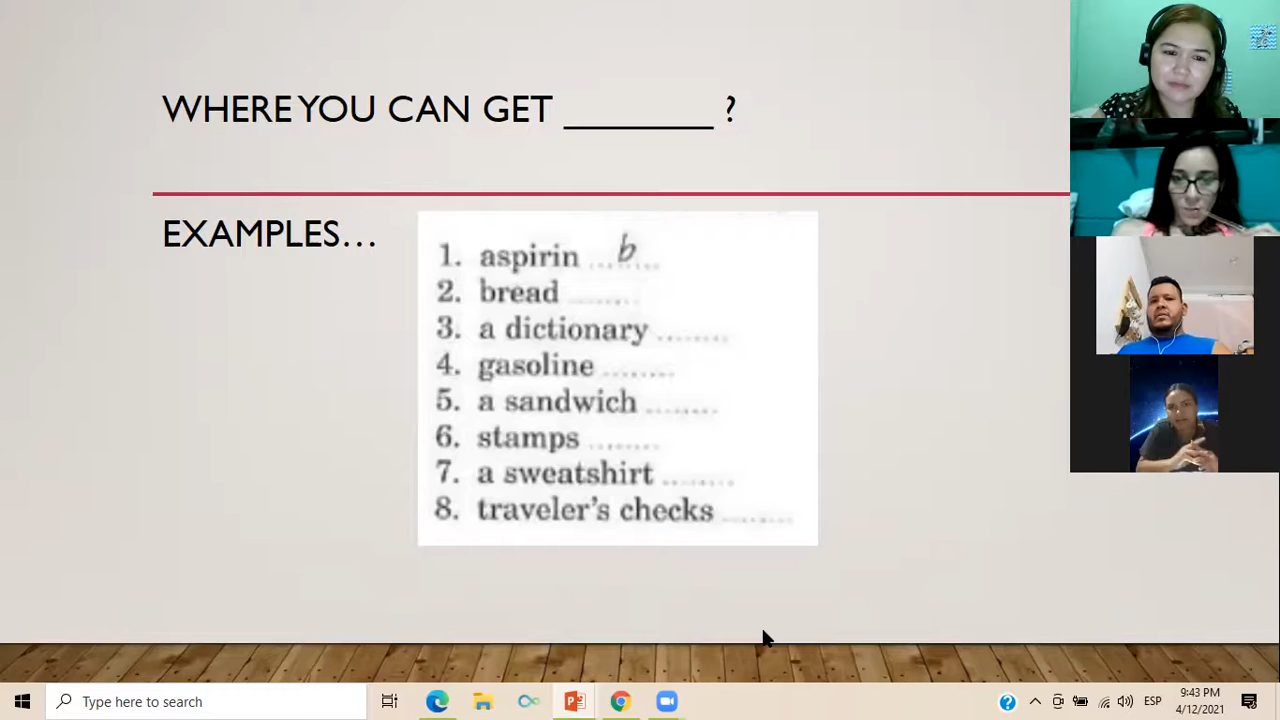 WHERE YOU CAN GET ________ ?
EXAMPLES…
1. aspirin ........ b
2. bread ........
3. a dictionary ........
4. gasoline ........
5. a sandwich ........
6. stamps ........
7. a sweatshirt ........
8. traveler's checks ........
Type here to search
ESP
9:43 PM
4/12/2021